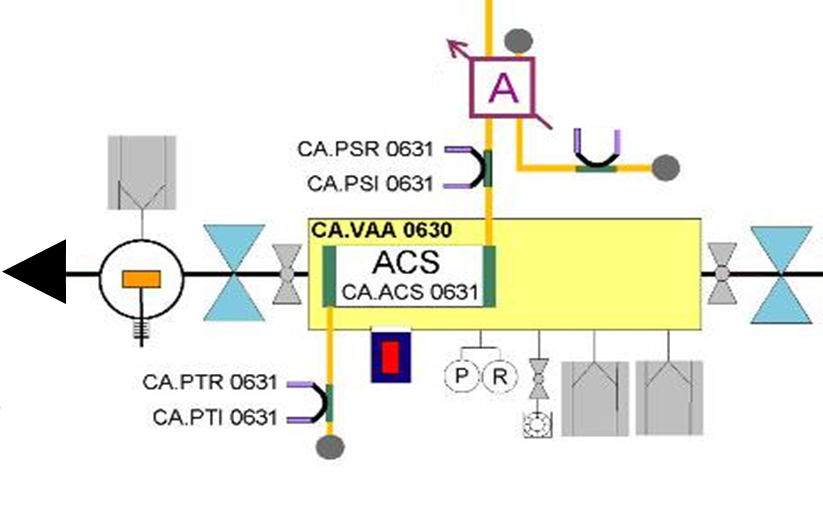 A
CA.PSR 0631
CA.PSI 0631
CA.VAA 0630
ACS
CA.ACS 0631
P R
CA.PTR 0631
CA.PTI 0631